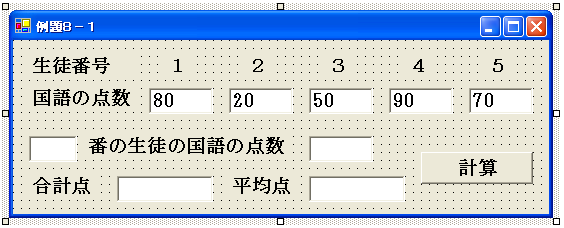 例題8－1
生徒番号 1 2 3 4 5
国語の点数 80 20 50 90 70
番の生徒の国語の点数
計算
合計点 平均点